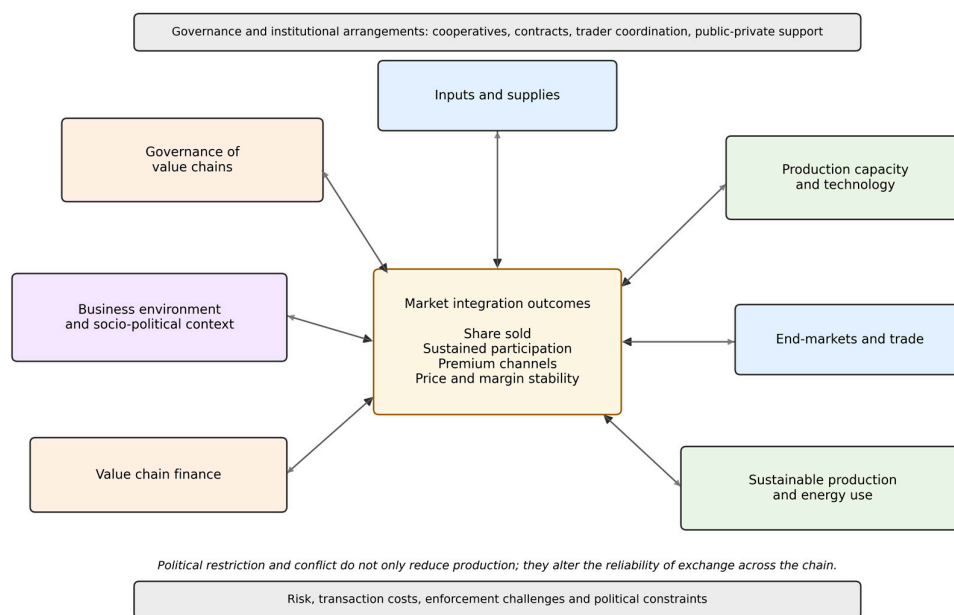 Governance and institutional arrangements: cooperatives, contracts, trader coordination, public-private support
Inputs and supplies
Governance of
value chains
Production capacity
and technology
Business environment
and socio-political context
Market integration outcomes
Share sold
Sustained participation
Premium channels
Price and margin stability
End-markets and trade
Value chain finance
Sustainable production
and energy use
Political restriction and conflict do not only reduce production; they alter the reliability of exchange across the chain.
Risk, transaction costs, enforcement challenges and political constraints